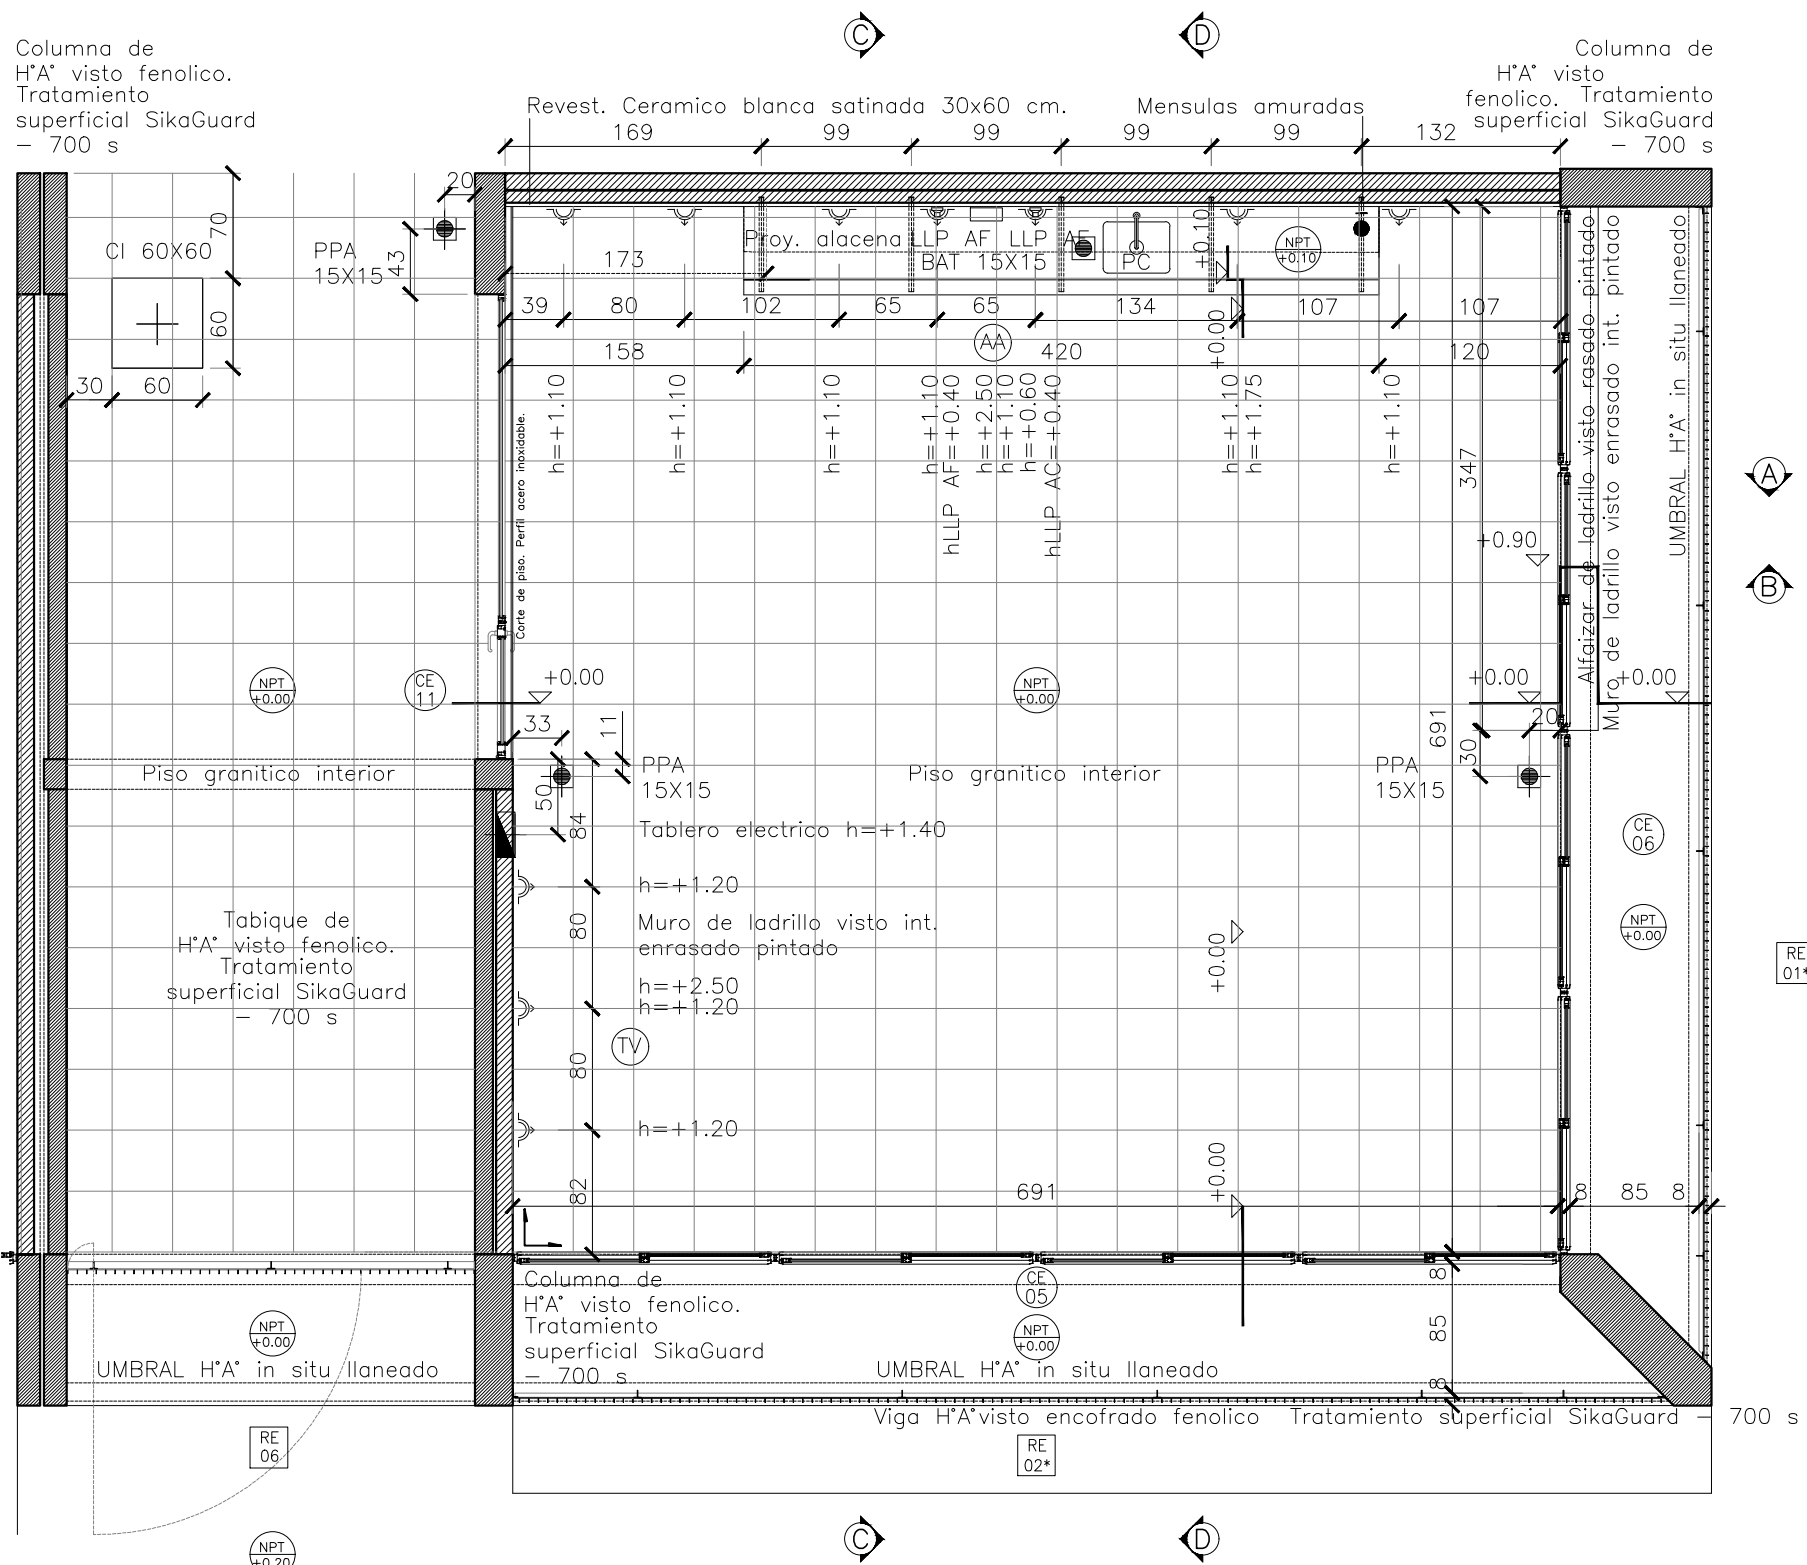 C
D
Columna de
H°A° visto fenolico.
Tratamiento
superficial SikaGuard
- 700 s
Columna de
H°A° visto
fenolico. Tratamiento
superficial SikaGuard
- 700 s
Revest. Ceramico blanca satinada 30x60 cm.
Mensulas amuradas
169
99
99
99
99
132
20
70
43
CI 60X60
PPA
15X15
60
30
60
Proy. alacena
LLP AF LLP AF
BAT 15X15
PC
+0.10
NPT
+0.10
173
39
80
102
65
65
134
107
107
+0.00
AA
158
420
120
h=+1.10
h=+1.10
h=+1.10
h=+1.10
hLLP AF=+0.40
h=+2.50
h=+1.10
h=+0.60
hLLP AC=+0.40
h=+1.10
h=+1.75
h=+1.10
Corte de piso. Perfil acero inoxidable.
347
Alfaizar de ladrillo visto rasado pintado
Muro de ladrillo visto enrasado int. pintado
UMBRAL H°A° in situ llaneado
A
B
+0.90
NPT
+0.00
CE
11
+0.00
NPT
+0.00
+0.00
+0.00
33
11
20
691
30
Piso granitico interior
PPA
15X15
Piso granitico interior
PPA
15X15
50
84
Tablero electrico h=+1.40
CE
06
h=+1.20
80
Muro de ladrillo visto int.
enrasado pintado
Tabique de
H°A° visto fenolico.
Tratamiento
superficial SikaGuard
- 700 s
NPT
+0.00
+0.00
RE
01*
h=+2.50
h=+1.20
TV
80
h=+1.20
82
+0.00
691
8
85
8
Columna de
H°A° visto fenolico.
Tratamiento
superficial SikaGuard
- 700 s
CE
05
NPT
+0.00
NPT
+0.00
8
85
8
UMBRAL H°A° in situ llaneado
UMBRAL H°A° in situ llaneado
Viga H°A°visto encofrado fenolico
Tratamiento superficial SikaGuard - 700 s
RE
06
RE
02*
NPT
+0.20
C
D